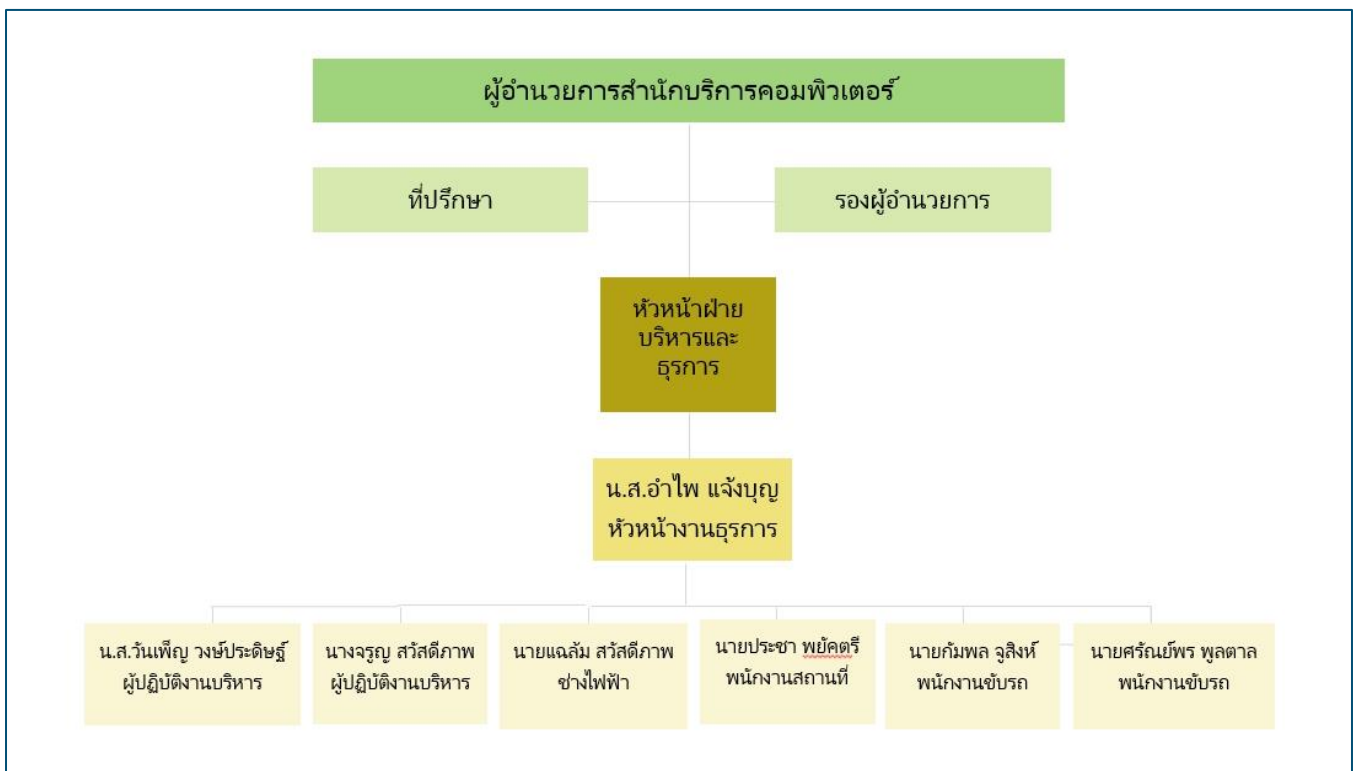 ผู้อำนวยการสำนักบริการคอมพิวเตอร์
ที่ปรึกษา
รองผู้อำนวยการ
หัวหน้าฝ่าย
บริหารและ
ธุรการ
น.ส.อำไพ แจ้งบุญ
หัวหน้างานธุรการ
น.ส.วันเพ็ญ วงษ์ประดิษฐ์
ผู้ปฏิบัติงานบริหาร
นางจรูญ สวัสดีภาพ
ผู้ปฏิบัติงานบริหาร
นายแฉล้ม สวัสดีภาพ
ช่างไฟฟ้า
นายประชา พยัคตรี
พนักงานสถานที่
นายกัมพล จูสิงห์
พนักงานขับรถ
นายศรัณย์พร พูลตาล
พนักงานขับรถ